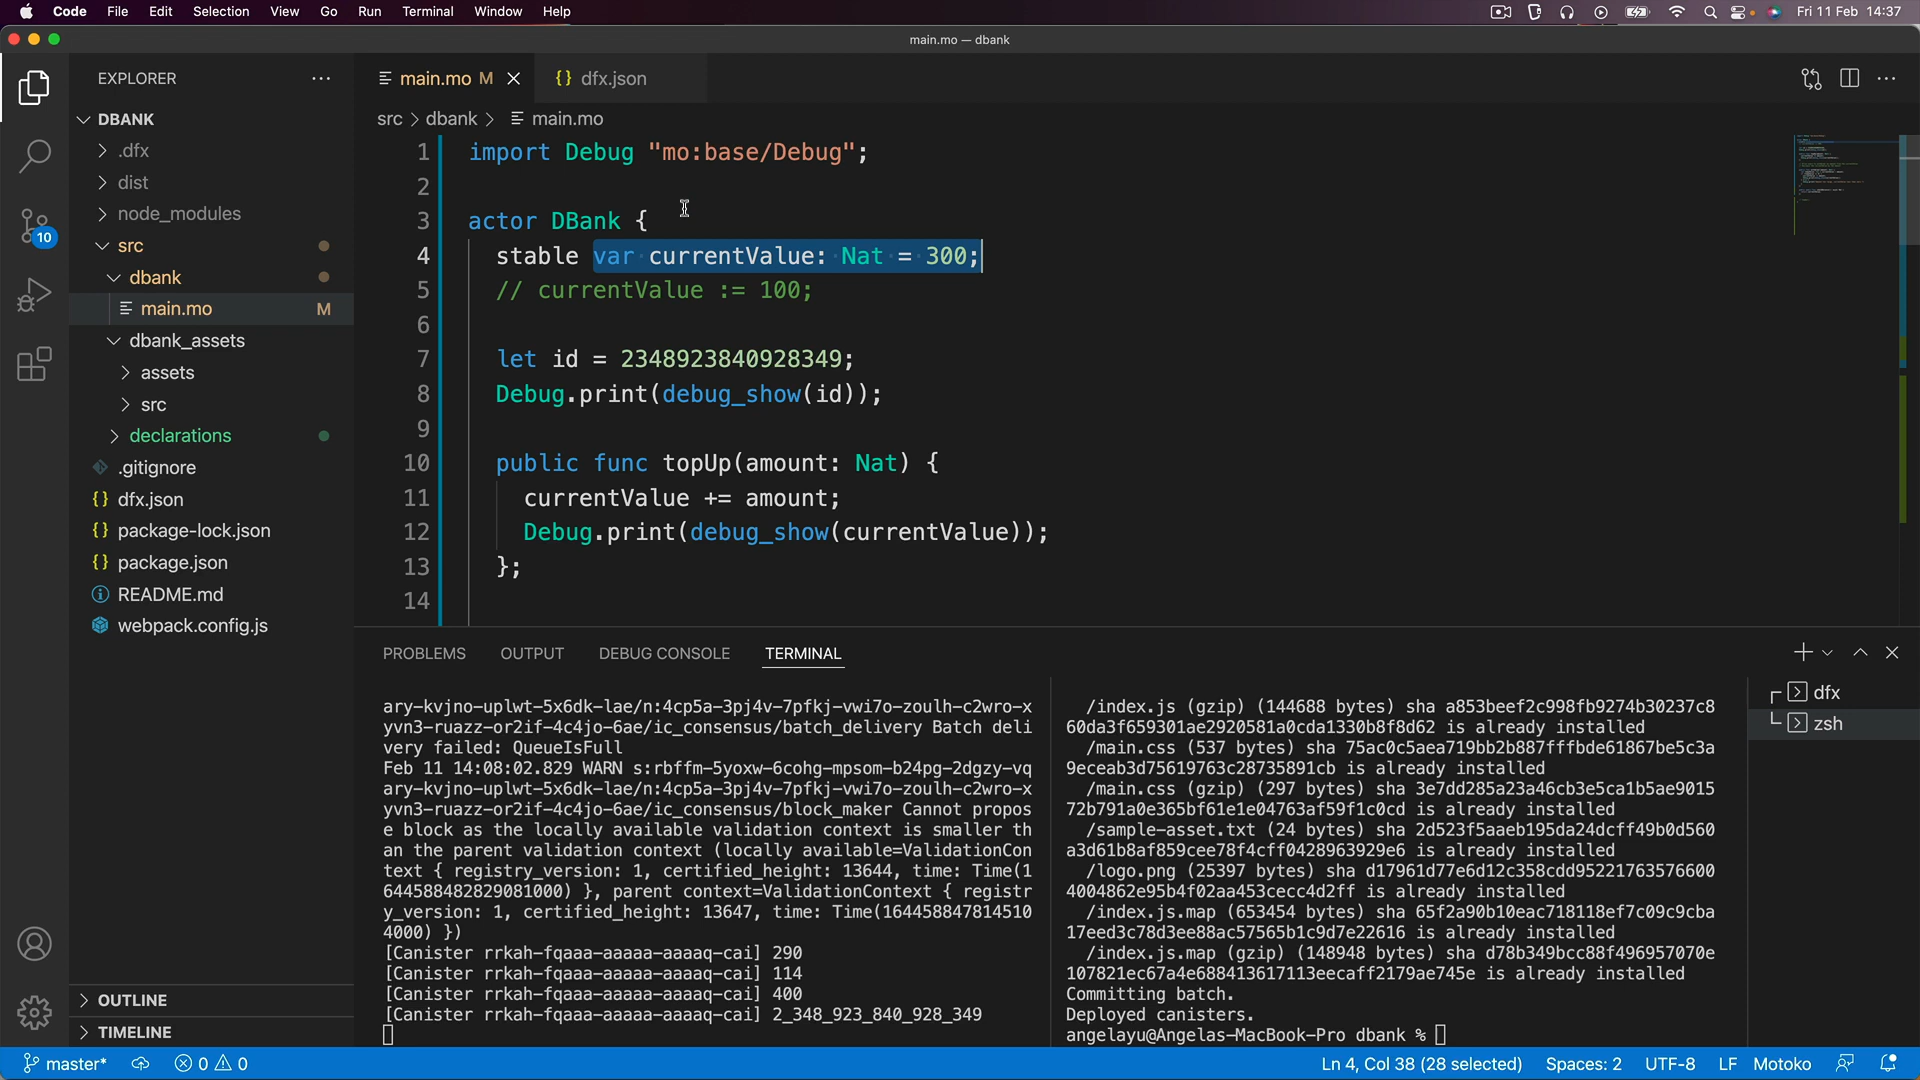 Code File Edit Selection View Go Run Terminal Window Help Fri 11 Feb 14:37
main.mo — dbank
EXPLORER
main.mo M
dfx.json
src > dbank > main.mo
DBANK
.dfx
dist
node_modules
src
dbank
main.mo M
dbank_assets
assets
src
declarations
.gitignore
dfx.json
package-lock.json
package.json
README.md
webpack.config.js
OUTLINE
TIMELINE
10
1 import Debug "mo:base/Debug";
2
3 actor DBank {
4 stable var currentValue: Nat = 300;
5 // currentValue := 100;
6
7 let id = 2348923840928349;
8 Debug.print(debug_show(id));
9
10 public func topUp(amount: Nat) {
11 currentValue += amount;
12 Debug.print(debug_show(currentValue));
13 };
14
PROBLEMS OUTPUT DEBUG CONSOLE TERMINAL
ary-kvjno-uplwt-5x6dk-lae/n:4cp5a-3pj4v-7pfkj-vwi7o-zoulh-c2wro-x
yvn3-ruazz-or2if-4c4jo-6ae/ic_consensus/batch_delivery Batch deli
very failed: QueueIsFull
Feb 11 14:08:02.829 WARN s:rbffm-5yoxw-6cohg-mpsom-b24pg-2dgzy-vq
ary-kvjno-uplwt-5x6dk-lae/n:4cp5a-3pj4v-7pfkj-vwi7o-zoulh-c2wro-x
yvn3-ruazz-or2if-4c4jo-6ae/ic_consensus/block_maker Cannot propos
e block as the locally available validation context is smaller th
an the parent validation context (locally available=ValidationCon
text { registry_version: 1, certified_height: 13644, time: Time(1
644588482829081000) }, parent context=ValidationContext { registr
y_version: 1, certified_height: 13647, time: Time(164458847814510
4000) })
[Canister rrkah-fqaaa-aaaaa-aaaaq-cai] 290
[Canister rrkah-fqaaa-aaaaa-aaaaq-cai] 114
[Canister rrkah-fqaaa-aaaaa-aaaaq-cai] 400
[Canister rrkah-fqaaa-aaaaa-aaaaq-cai] 2_348_923_840_928_349
/index.js (gzip) (144688 bytes) sha a853beef2c998fb9274b30237c8
60da3f659301ae2920581a0cda1330b8f8d62 is already installed
/main.css (537 bytes) sha 75ac0c5aea719bb2b887fffbde61867be5c3a
9eceab3d75619763c28735891cb is already installed
/main.css (gzip) (297 bytes) sha 3e7dd285a23a46cb3e5ca1b5ae9015
72b791a0e365bf61e1e04763af59f1c0cd is already installed
/sample-asset.txt (24 bytes) sha 2d523f5aaeb195da24dcff49b0d560
a3d61b8af859cee78f4cff0428963929e6 is already installed
/logo.png (25397 bytes) sha d17961d77e6d12c358cdd95221763576600
4004862e95b4f02aa453cecc4d2ff is already installed
/index.js.map (653454 bytes) sha 65f2a90b10eac718118ef7c09c9cba
17eed3c78d3ee88ac57565b1c9d7e22616 is already installed
/index.js.map (gzip) (148948 bytes) sha d78b349bcc88f496957070e
107821ec67a4e688413617113eecaff2179ae745e is already installed
Committing batch.
Deployed canisters.
angelayu@Angelas-MacBook-Pro dbank %
dfx
zsh
master* 0 0 Ln 4, Col 38 (28 selected) Spaces: 2 UTF-8 LF Motoko